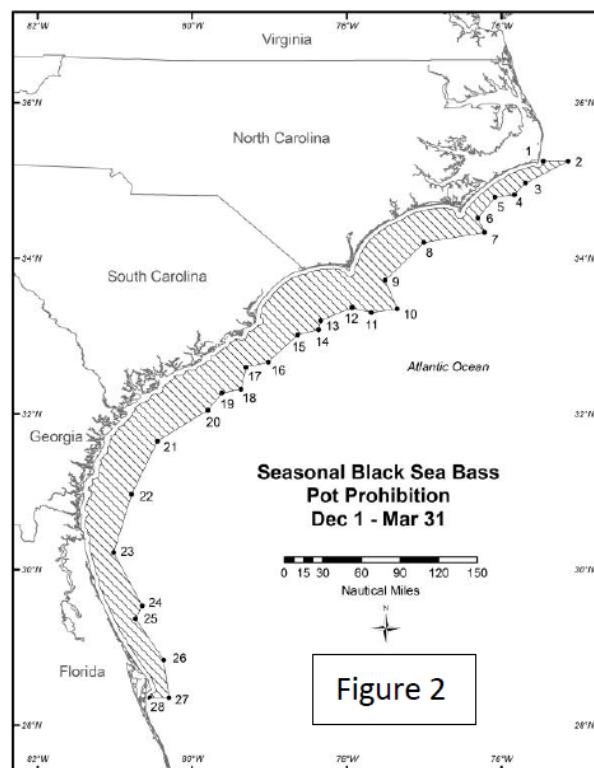 82°W 80°W 78°W 76°W
Virginia
36°N 36°N
North Carolina
1 2
3
4
5
6
7
34°N 34°N
8
South Carolina
9
10
11
12
13
14
15
16
17
Atlantic Ocean
18
19
20
32°N 32°N
Georgia
21
Seasonal Black Sea Bass
Pot Prohibition
Dec 1 - Mar 31
22
23
0 15 30 60 90 120 150
Nautical Miles
30°N 30°N
24
25
N
26
Florida
27
28
Figure 2
28°N 28°N
82°W 80°W 78°W 76°W